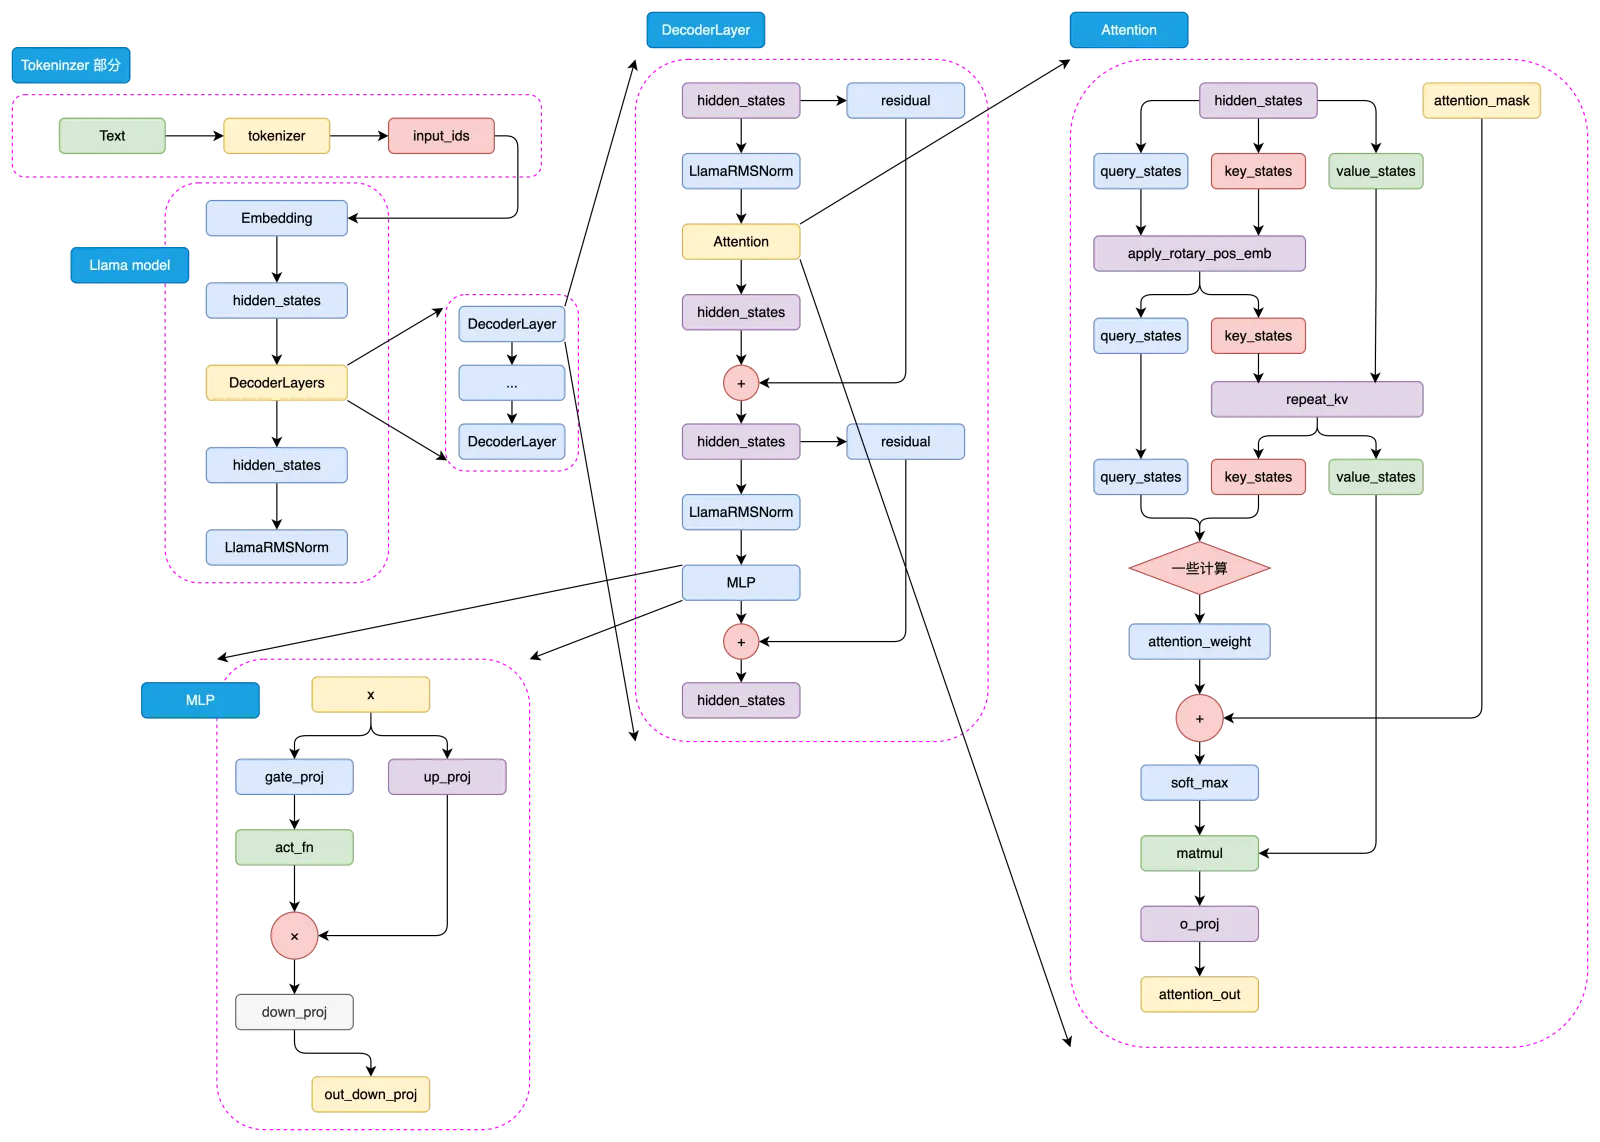 Tokeninzer 部分
Text
tokenizer
input_ids
Llama model
Embedding
hidden_states
DecoderLayers
hidden_states
LlamaRMSNorm
DecoderLayer
...
DecoderLayer
DecoderLayer
hidden_states
residual
LlamaRMSNorm
Attention
hidden_states
+
hidden_states
residual
LlamaRMSNorm
MLP
+
hidden_states
MLP
x
gate_proj
up_proj
act_fn
×
down_proj
out_down_proj
Attention
hidden_states
attention_mask
query_states
key_states
value_states
apply_rotary_pos_emb
query_states
key_states
repeat_kv
query_states
key_states
value_states
一些计算
attention_weight
+
soft_max
matmul
o_proj
attention_out